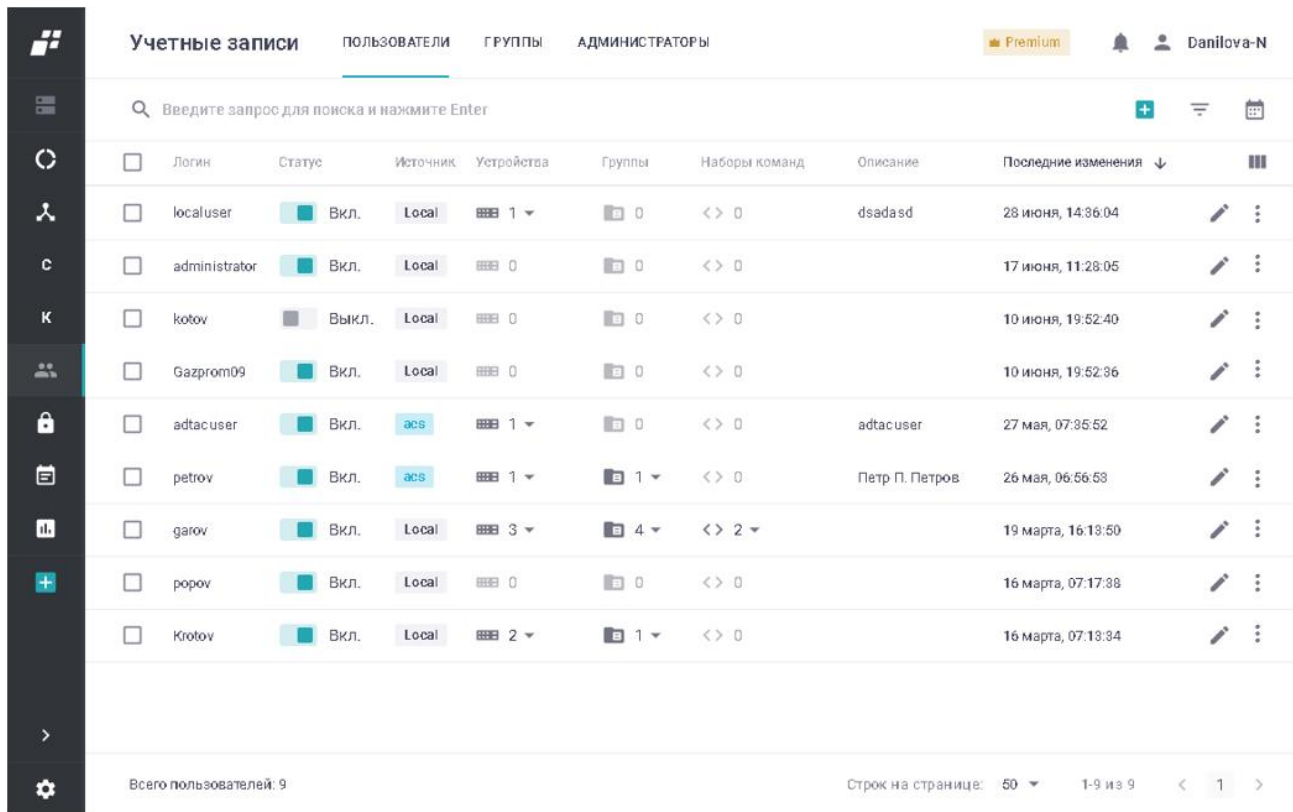 Учетные записи ПОЛЬЗОВАТЕЛИ ГРУППЫ АДМИНИСТРАТОРЫ Premium Danilova-N
Введите запрос для поиска и нажмите Enter
Логин Статус Источник Устройства Группы Наборы команд Описание Последние изменения
localuser Вкл. Local 1 0 <> 0 dsadasd 28 июня, 14:36:04
administrator Вкл. Local 0 0 <> 0 17 июня, 11:28:05
С
К
kotov Выкл. Local 0 0 <> 0 10 июня, 19:52:40
Gazprom09 Вкл. Local 0 0 <> 0 10 июня, 19:52:36
adtacuser Вкл. acs 1 0 <> 0 adtacuser 27 мая, 07:35:52
petrov Вкл. acs 1 1 <> 0 Петр П. Петров 26 мая, 06:56:53
garov Вкл. Local 3 4 <> 2 19 марта, 16:13:50
popov Вкл. Local 0 0 <> 0 16 марта, 07:17:38
Krotov Вкл. Local 2 1 <> 0 16 марта, 07:13:34
Всего пользователей: 9 Строк на странице: 50 1-9 из 9 < 1 >